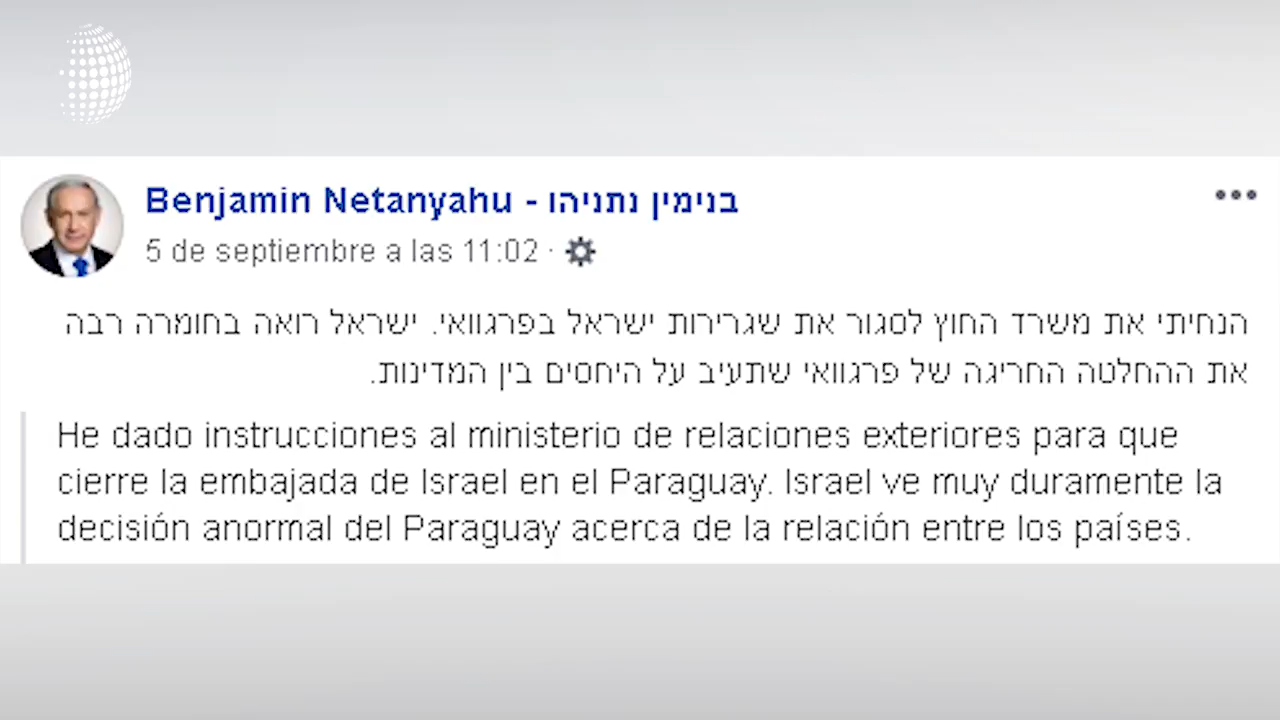 Benjamin Netanyahu - בנימין נתניהו
5 de septiembre a las 11:02 ·
הנחיתי את משרד החוץ לסגור את שגרירות ישראל בפרגוואי. ישראל רואה בחומרה רבה
את ההחלטה החריגה של פרגוואי שתעיב על היחסים בין המדינות.
He dado instrucciones al ministerio de relaciones exteriores para que
cierre la embajada de Israel en el Paraguay. Israel ve muy duramente la
decisión anormal del Paraguay acerca de la relación entre los países.